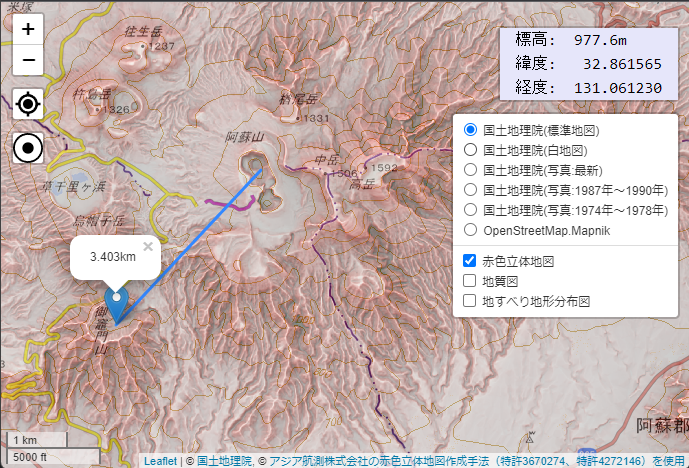 米塚
往生岳
1237
杵島岳
1326
楢尾岳
1331
阿蘇山
中岳
1506
1592
高岳
草千里ヶ浜
烏帽子岳
3.403km
×
御竈門山
+
−
標高: 977.6m
緯度: 32.861565
経度: 131.061230
国土地理院(標準地図)
国土地理院(白地図)
国土地理院(写真:最新)
国土地理院(写真:1987年～1990年)
国土地理院(写真:1974年～1978年)
OpenStreetMap.Mapnik
赤色立体地図
地質図
地すべり地形分布図
阿蘇郡
1 km
5000 ft
Leaflet | © 国土地理院, © アジア航測株式会社の赤色立体地図作成手法（特許3670274、特許4272146）を使用